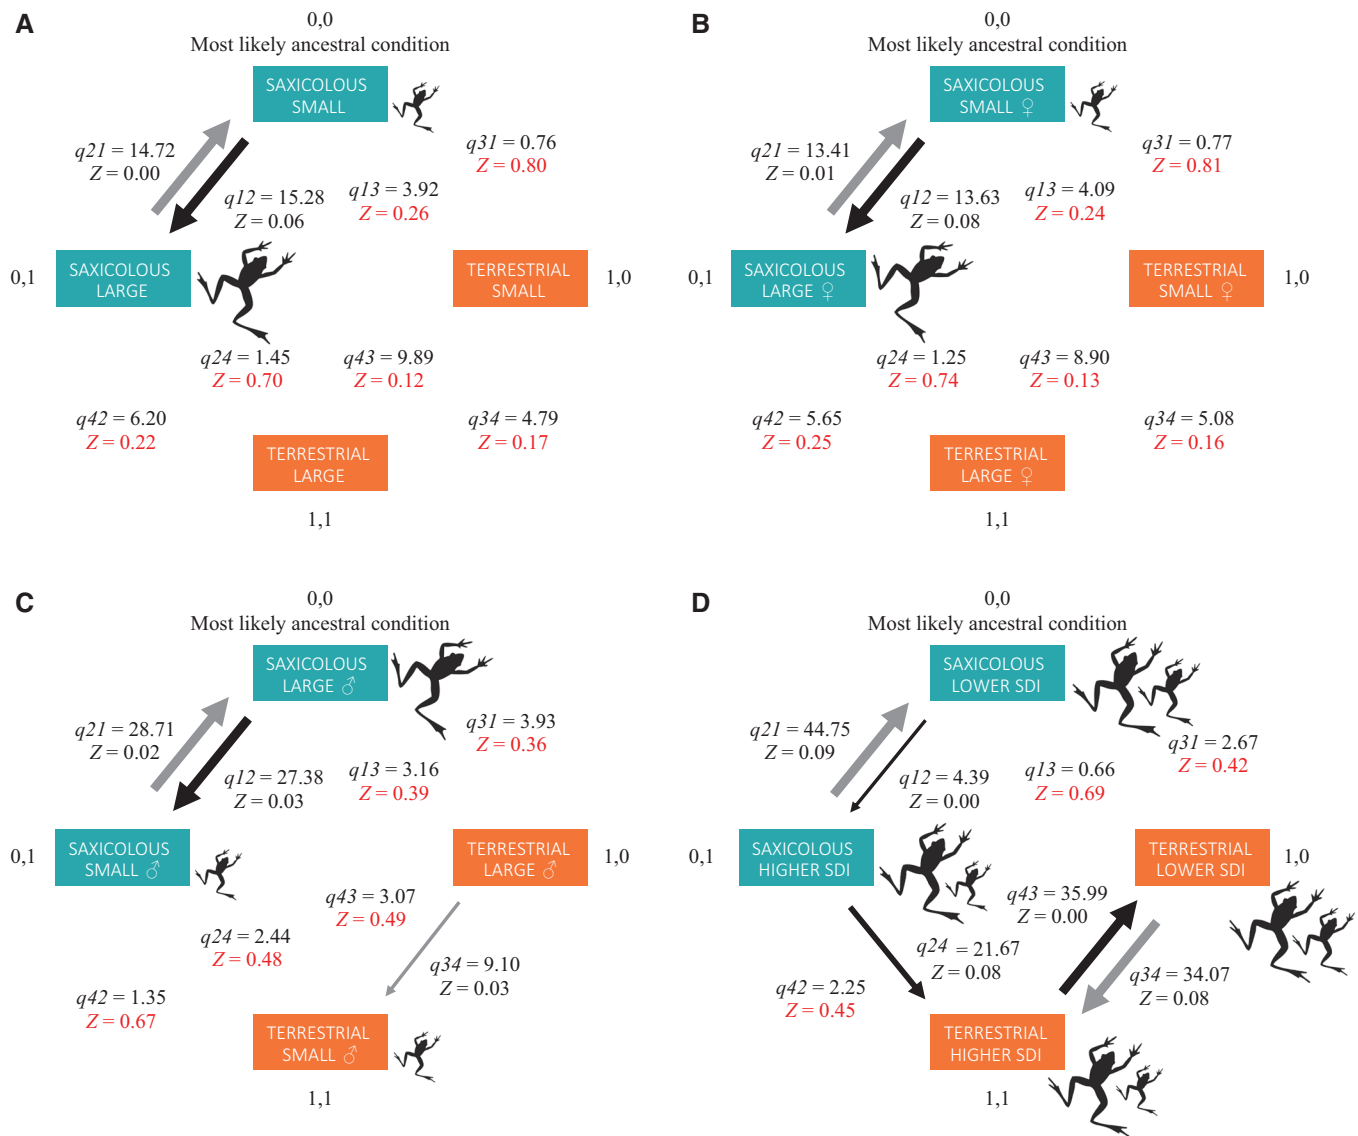 A
0,0
Most likely ancestral condition
SAXICOLOUS
SMALL
q21 = 14.72
Z = 0.00
q12 = 15.28
Z = 0.06
q13 = 3.92
Z = 0.26
q31 = 0.76
Z = 0.80
0,1
SAXICOLOUS
LARGE
TERRESTRIAL
SMALL
1,0
q24 = 1.45
Z = 0.70
q43 = 9.89
Z = 0.12
q42 = 6.20
Z = 0.22
q34 = 4.79
Z = 0.17
TERRESTRIAL
LARGE
1,1
B
0,0
Most likely ancestral condition
SAXICOLOUS
SMALL ♀
q21 = 13.41
Z = 0.01
q12 = 13.63
Z = 0.08
q13 = 4.09
Z = 0.24
q31 = 0.77
Z = 0.81
0,1
SAXICOLOUS
LARGE ♀
TERRESTRIAL
SMALL ♀
1,0
q24 = 1.25
Z = 0.74
q43 = 8.90
Z = 0.13
q42 = 5.65
Z = 0.25
q34 = 5.08
Z = 0.16
TERRESTRIAL
LARGE ♀
1,1
C
0,0
Most likely ancestral condition
SAXICOLOUS
LARGE ♂
q21 = 28.71
Z = 0.02
q12 = 27.38
Z = 0.03
q13 = 3.16
Z = 0.39
q31 = 3.93
Z = 0.36
0,1
SAXICOLOUS
SMALL ♂
TERRESTRIAL
LARGE ♂
1,0
q43 = 3.07
Z = 0.49
q24 = 2.44
Z = 0.48
q34 = 9.10
Z = 0.03
q42 = 1.35
Z = 0.67
TERRESTRIAL
SMALL ♂
1,1
D
0,0
Most likely ancestral condition
SAXICOLOUS
LOWER SDI
q21 = 44.75
Z = 0.09
q12 = 4.39
Z = 0.00
q13 = 0.66
Z = 0.69
q31 = 2.67
Z = 0.42
0,1
SAXICOLOUS
HIGHER SDI
TERRESTRIAL
LOWER SDI
1,0
q43 = 35.99
Z = 0.00
q24 = 21.67
Z = 0.08
q34 = 34.07
Z = 0.08
q42 = 2.25
Z = 0.45
TERRESTRIAL
HIGHER SDI
1,1